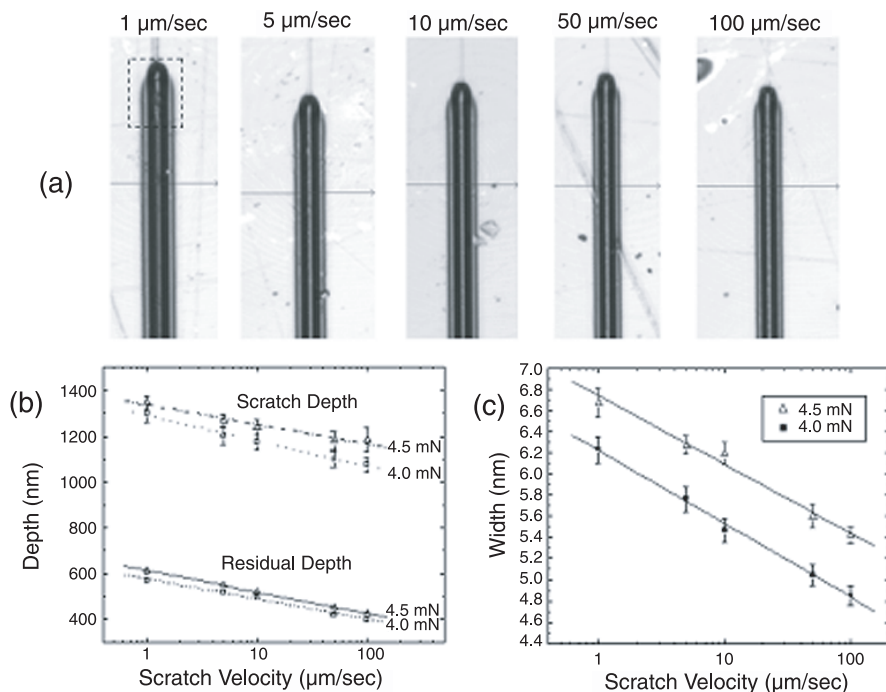 1 µm/sec
5 µm/sec
10 µm/sec
50 µm/sec
100 µm/sec
(a)
(b)
1400
1200
1000
800
600
400
Depth (nm)
Scratch Depth
4.5 mN
4.0 mN
Residual Depth
4.5 mN
4.0 mN
1
10
100
Scratch Velocity (µm/sec)
(c)
7.0
6.8
6.6
6.4
6.2
6.0
5.8
5.6
5.4
5.2
5.0
4.8
4.6
4.4
Width (nm)
4.5 mN
4.0 mN
1
10
100
Scratch Velocity (µm/sec)